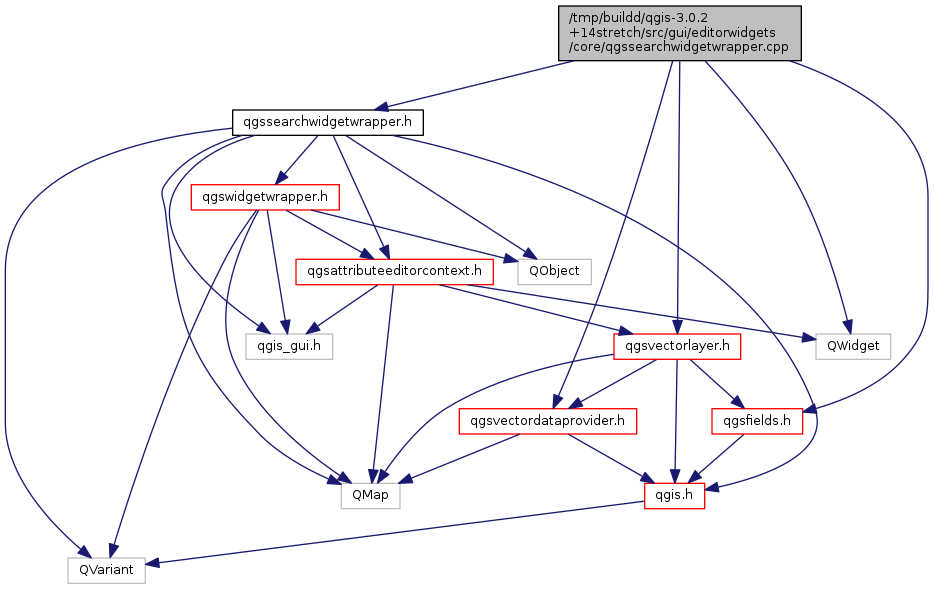 /tmp/buildd/qgis-3.0.2
+14stretch/src/gui/editorwidgets
/core/qgssearchwidgetwrapper.cpp
qgssearchwidgetwrapper.h
qgswidgetwrapper.h
qgsattributeeditorcontext.h
QObject
qgis_gui.h
qgsvectorlayer.h
QWidget
qgsvectordataprovider.h
qgsfields.h
QMap
qgis.h
QVariant